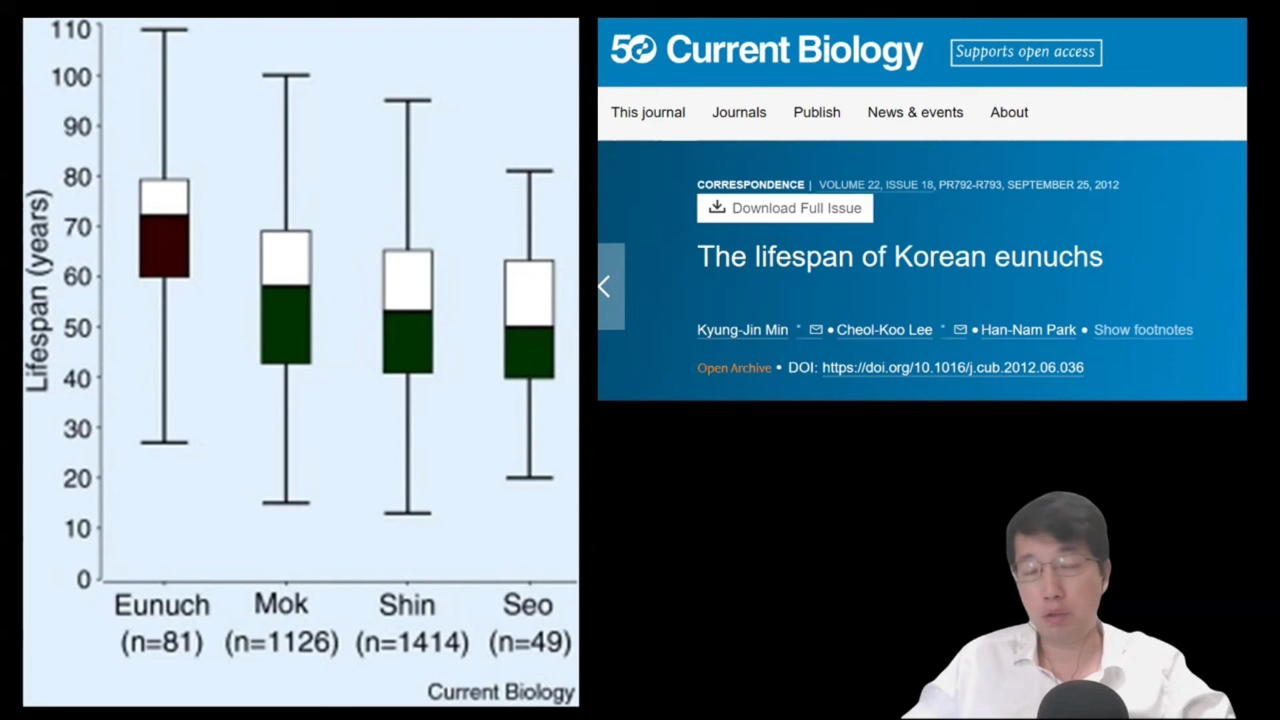 110
100
90
80
70
60
50
40
30
20
10
0
Lifespan (years)
Eunuch Mok Shin Seo
(n=81) (n=1126) (n=1414) (n=49)
Current Biology
50 Current Biology Supports open access
This journal Journals Publish News & events About
CORRESPONDENCE | VOLUME 22, ISSUE 18, PR792-R793, SEPTEMBER 25, 2012
Download Full Issue
The lifespan of Korean eunuchs
Kyung-Jin Min * • Cheol-Koo Lee * • Han-Nam Park • Show footnotes
Open Archive • DOI: https://doi.org/10.1016/j.cub.2012.06.036